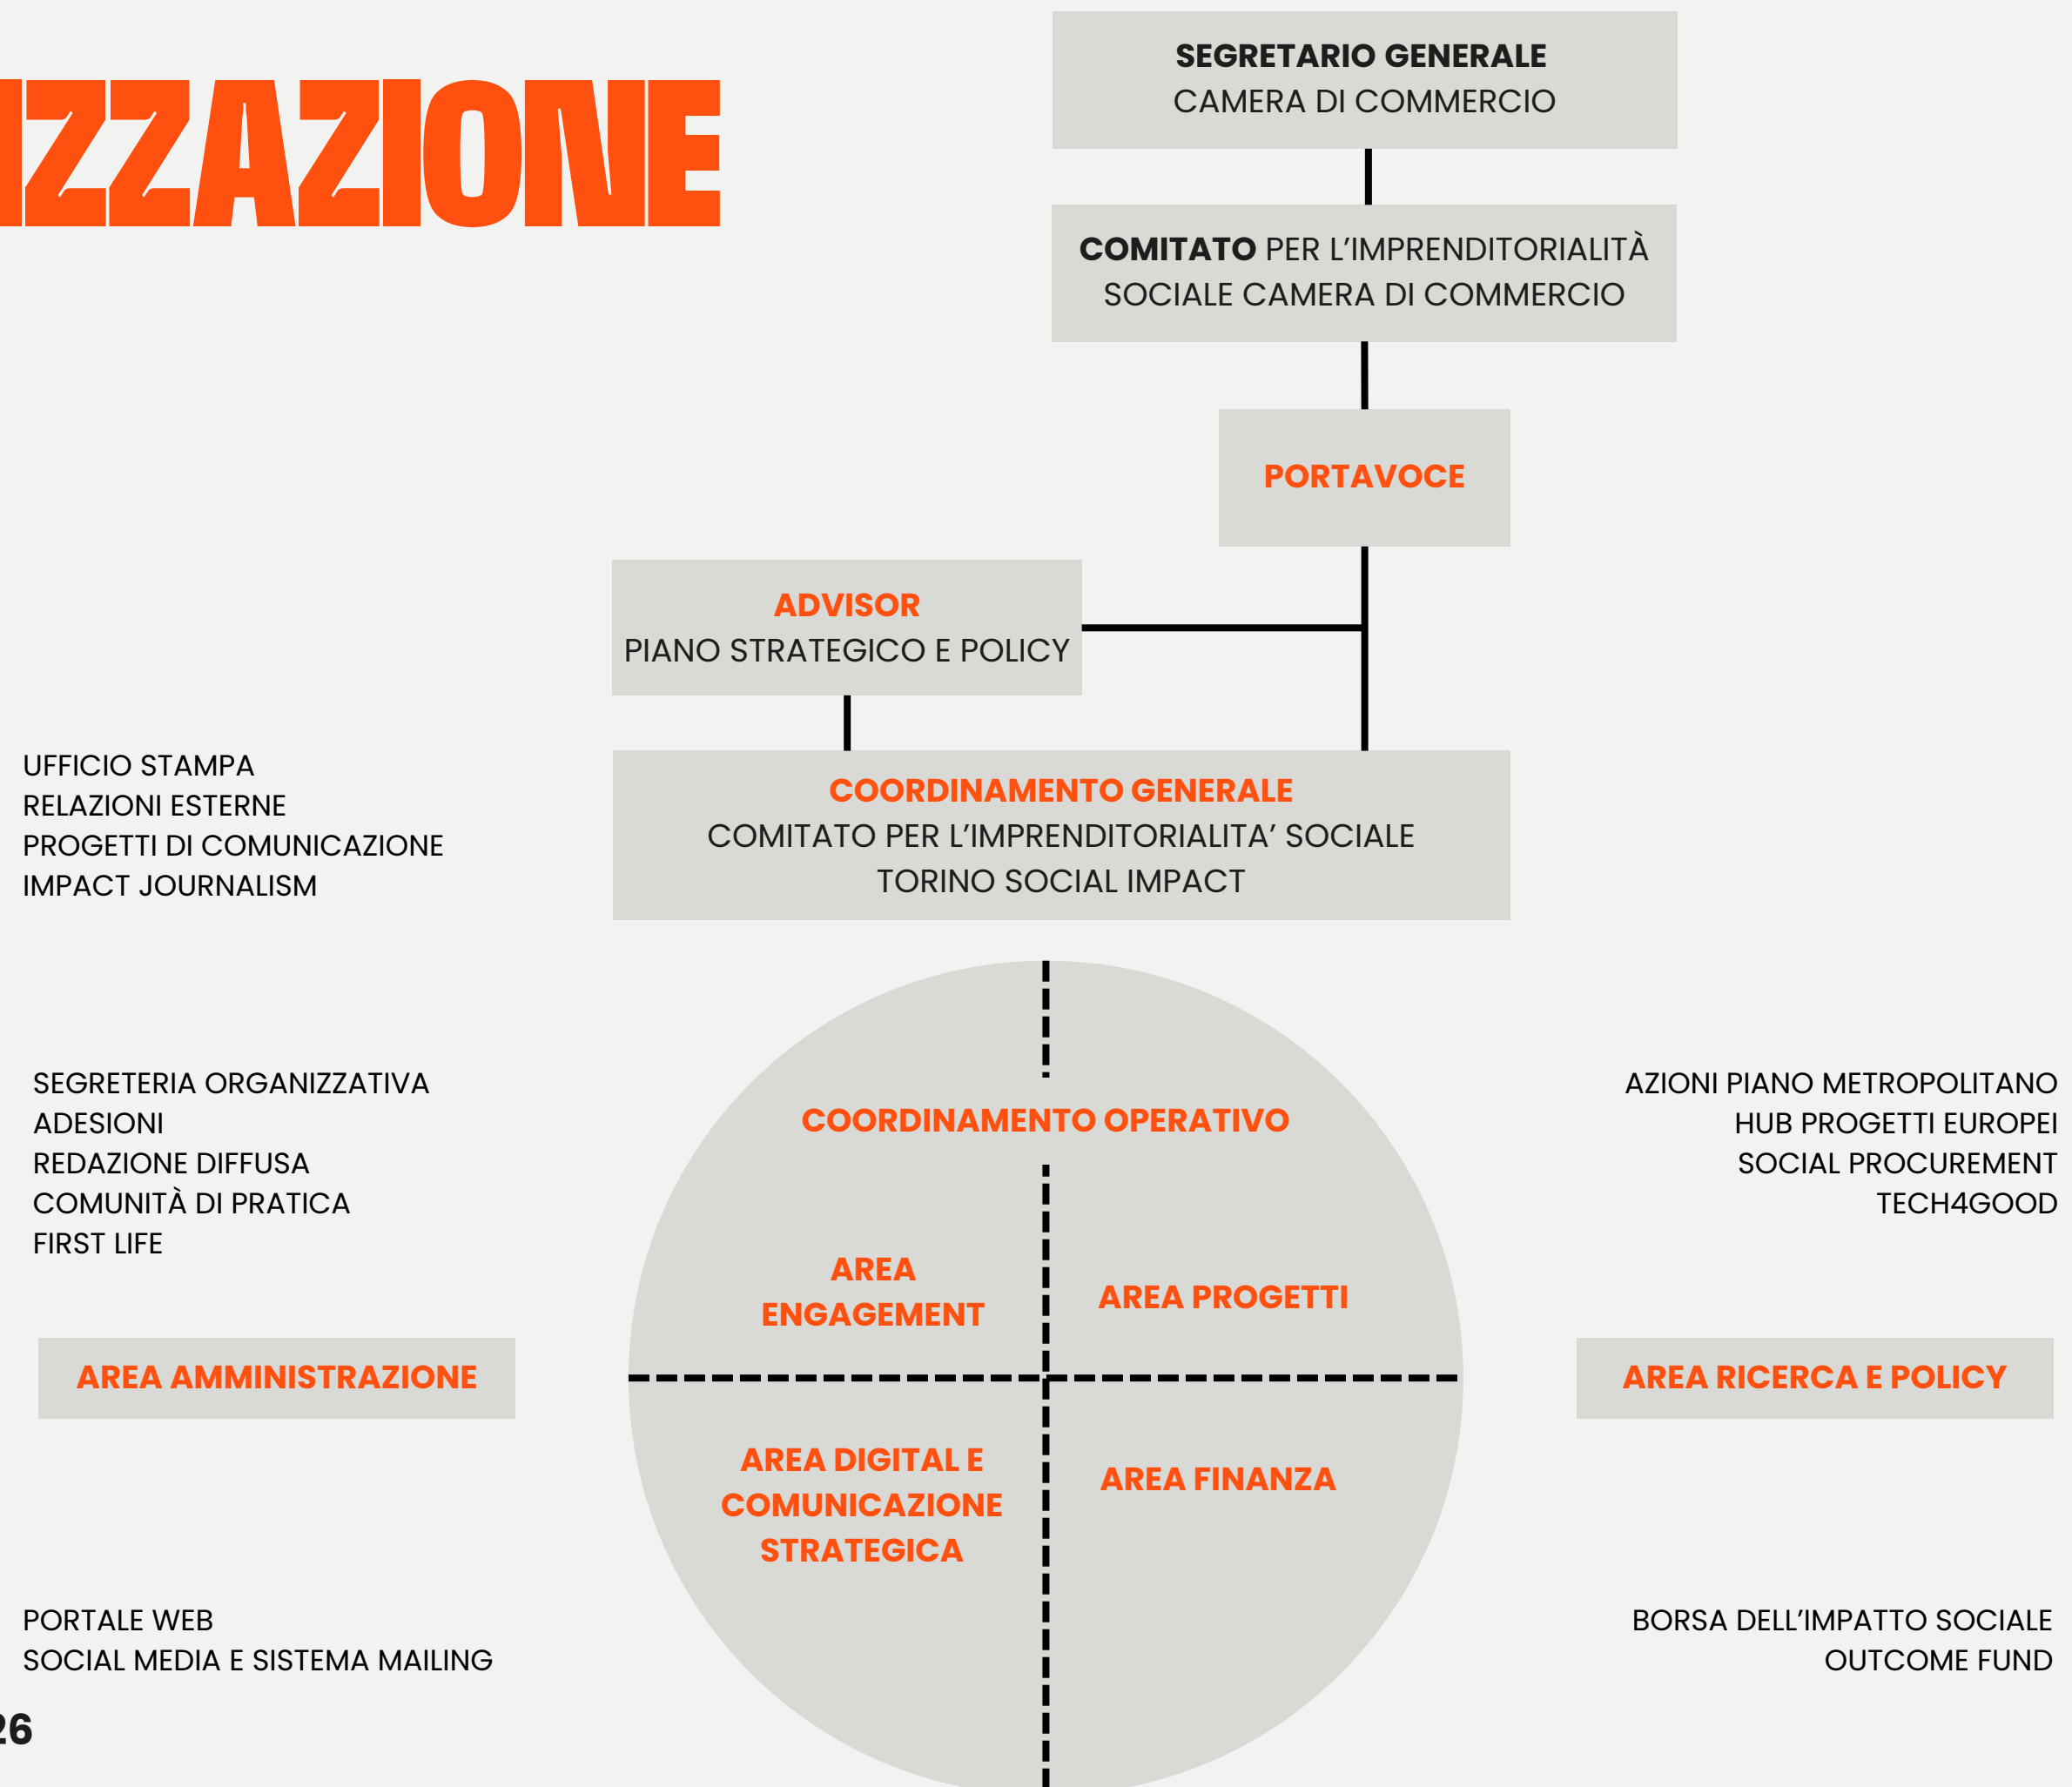 IZZAZIONE
SEGRETARIO GENERALE
CAMERA DI COMMERCIO
COMITATO PER L’IMPRENDITORIALITÀ
SOCIALE CAMERA DI COMMERCIO
PORTAVOCE
ADVISOR
PIANO STRATEGICO E POLICY
UFFICIO STAMPA
RELAZIONI ESTERNE
PROGETTI DI COMUNICAZIONE
IMPACT JOURNALISM
COORDINAMENTO GENERALE
COMITATO PER L’IMPRENDITORIALITA’ SOCIALE
TORINO SOCIAL IMPACT
SEGRETERIA ORGANIZZATIVA
ADESIONI
REDAZIONE DIFFUSA
COMUNITÀ DI PRATICA
FIRST LIFE
COORDINAMENTO OPERATIVO
AZIONI PIANO METROPOLITANO
HUB PROGETTI EUROPEI
SOCIAL PROCUREMENT
TECH4GOOD
AREA
ENGAGEMENT
AREA PROGETTI
AREA AMMINISTRAZIONE
AREA RICERCA E POLICY
AREA DIGITAL E
COMUNICAZIONE
STRATEGICA
AREA FINANZA
PORTALE WEB
SOCIAL MEDIA E SISTEMA MAILING
BORSA DELL’IMPATTO SOCIALE
OUTCOME FUND
26